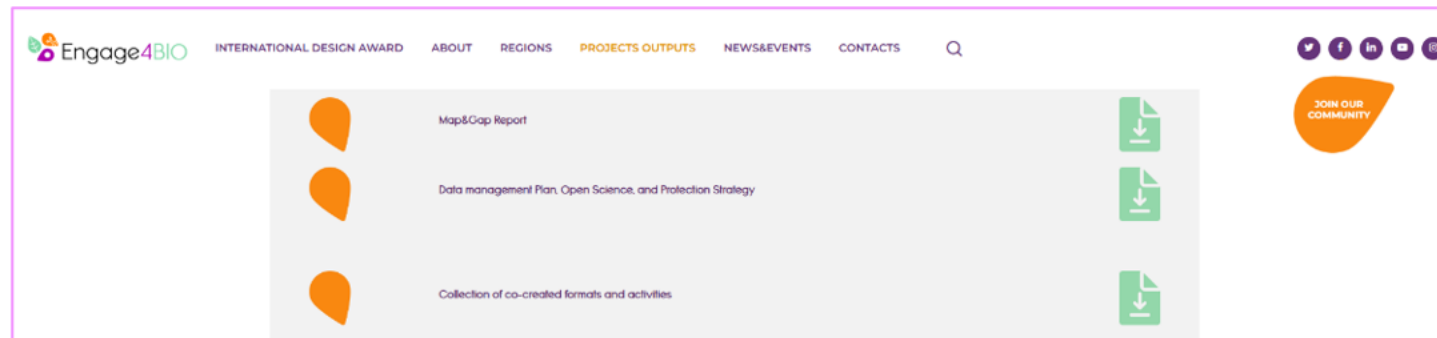 Engage4BIO
INTERNATIONAL DESIGN AWARD ABOUT REGIONS PROJECTS OUTPUTS NEWS&EVENTS CONTACTS
JOIN OUR
COMMUNITY
Map&Gap Report
Data management Plan, Open Science, and Protection Strategy
Collection of co-created formats and activities